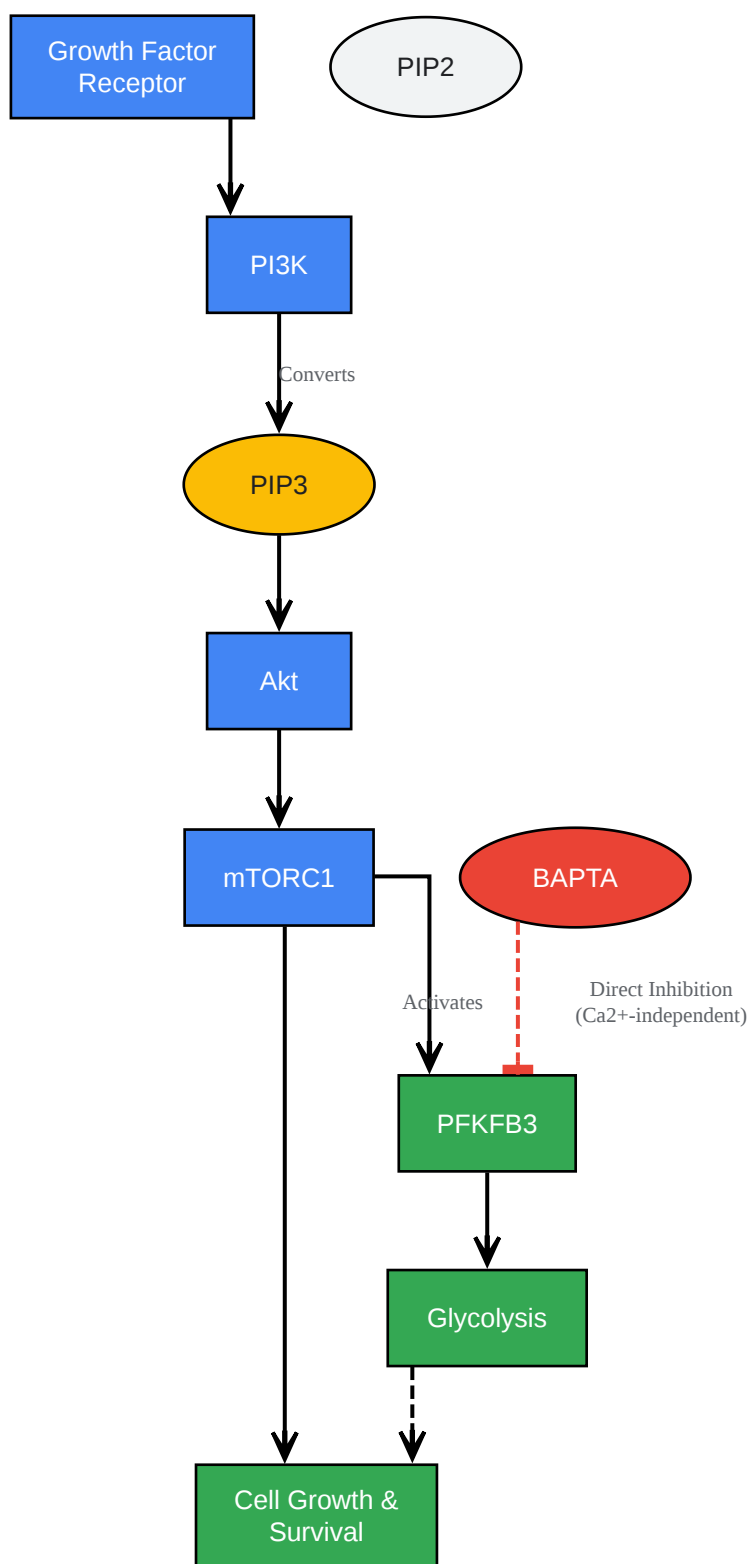 Growth Factor
Receptor
PIP2
PI3K
Converts
PIP3
Akt
mTORC1
BAPTA
Direct Inhibition
(Ca2+-independent)
Activates
PFKFB3
Glycolysis
Cell Growth &
Survival